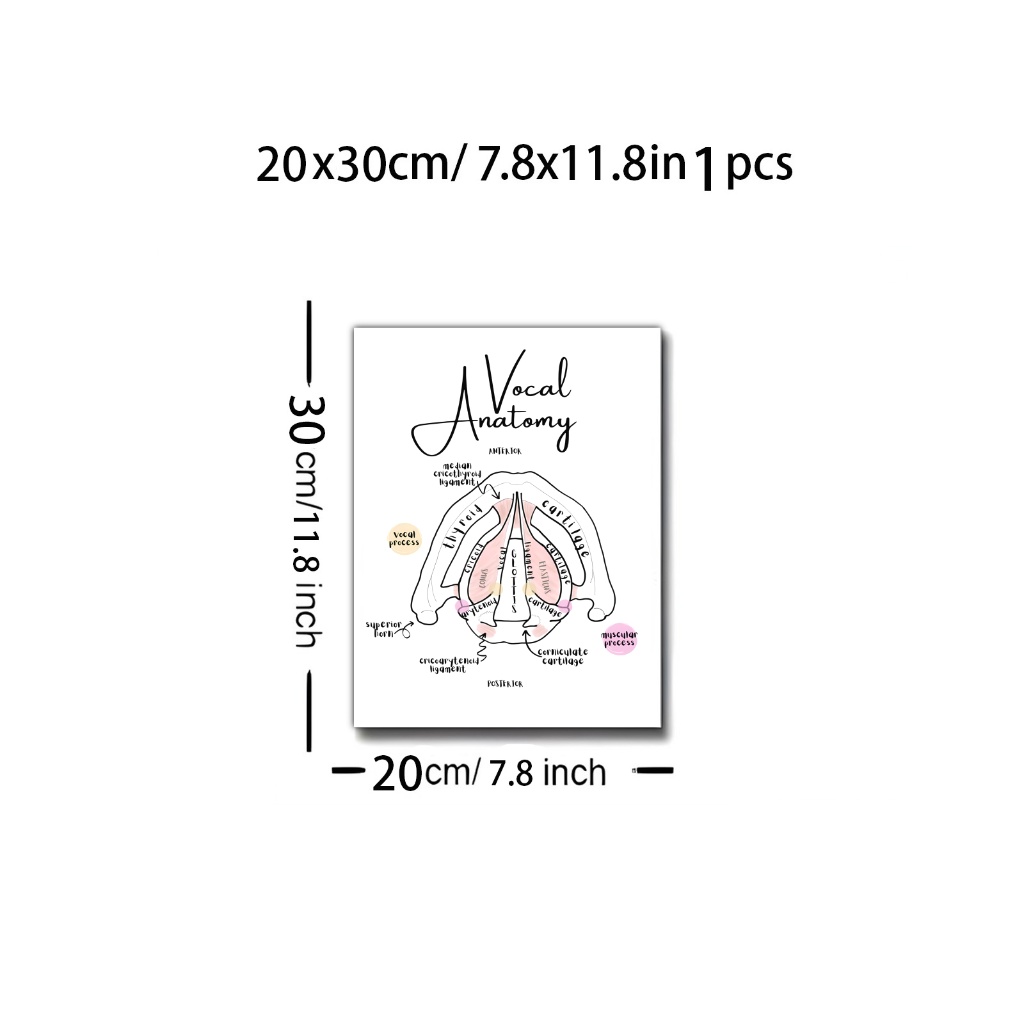 20x30cm/ 7.8x11.8in 1 pcs
30cm/11.8 inch
Vocal
Anatomy
ANTERIOR
median
cricothyroid
ligament
thyroid
cartilage
vocal
process
cricoid
cartilage
vocal
ligament
GLOTTIS
CONUS
ELASTICUS
arytenoid
cartilage
superior
horn
muscular
process
cricoarytenoid
ligament
corniculate
cartilage
POSTERIOR
20cm/ 7.8 inch